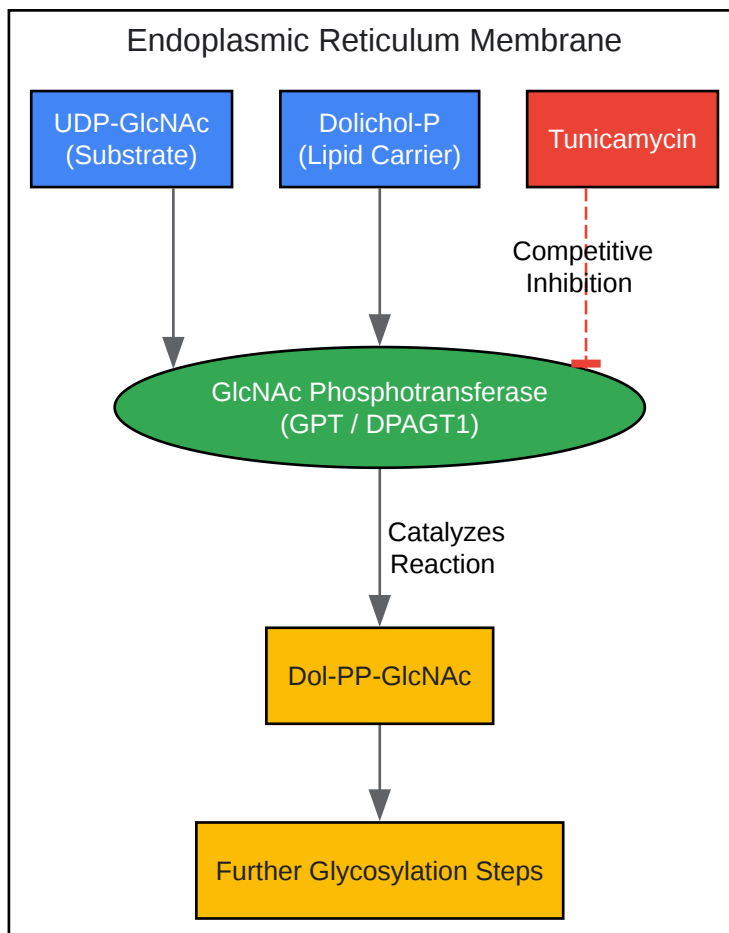 Endoplasmic Reticulum Membrane
UDP-GlcNAc
(Substrate)
Dolichol-P
(Lipid Carrier)
Tunicamycin
Competitive
Inhibition
GlcNAc Phosphotransferase
(GPT / DPAGT1)
Catalyzes
Reaction
Dol-PP-GlcNAc
Further Glycosylation Steps